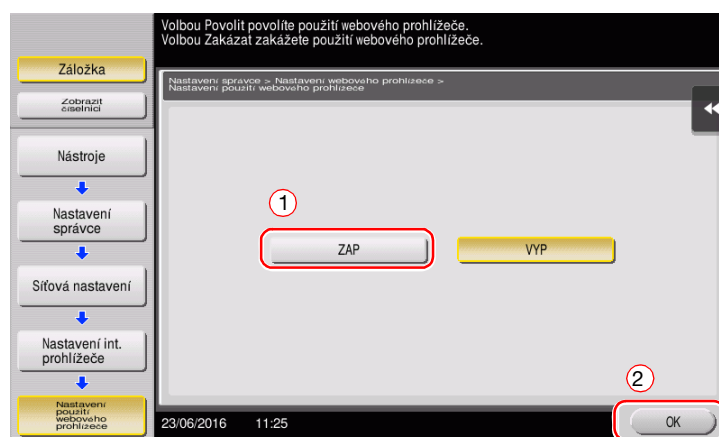 Volbou Povolit povolíte použití webového prohlížeče.
Volbou Zakázat zakážete použití webového prohlížeče.
Záložka
Zobrazit
číselnici
Nástroje
Nastavení
správce
Síťová nastavení
Nastavení int.
prohlížeče
Nastavení
použití
webového
prohlížeče
Nastavení správce > Nastavení webového prohlížeče >
Nastavení použití webového prohlížeče
1
ZAP
VYP
2
23/06/2016 11:25
OK